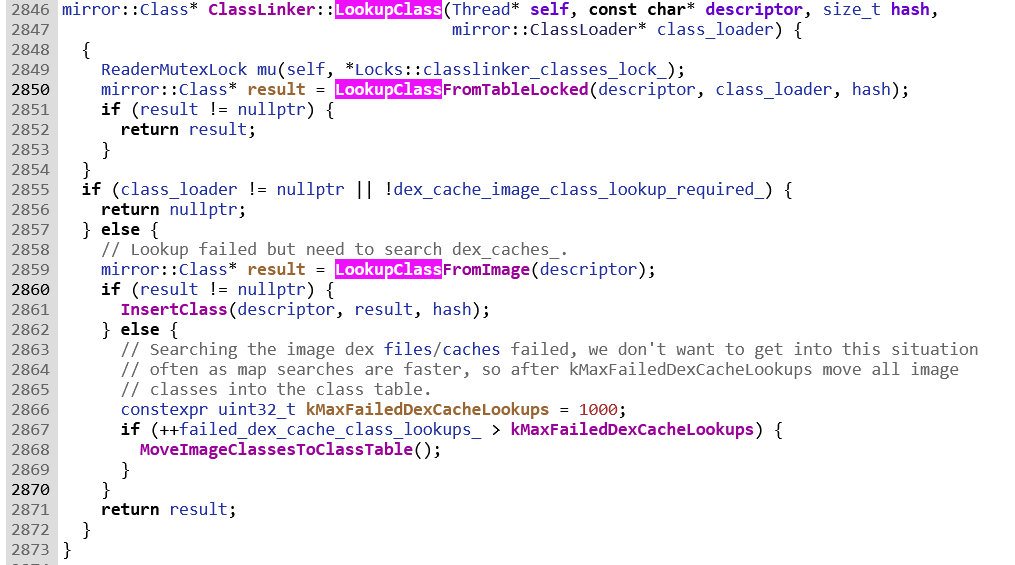 2846 mirror::Class* ClassLinker::LookupClass(Thread* self, const char* descriptor, size_t hash,
2847                                         mirror::ClassLoader* class_loader) {
2848   {
2849     ReaderMutexLock mu(self, *Locks::classlinker_classes_lock_);
2850     mirror::Class* result = LookupClassFromTableLocked(descriptor, class_loader, hash);
2851     if (result != nullptr) {
2852       return result;
2853     }
2854   }
2855   if (class_loader != nullptr || !dex_cache_image_class_lookup_required_) {
2856     return nullptr;
2857   } else {
2858     // Lookup failed but need to search dex_caches_.
2859     mirror::Class* result = LookupClassFromImage(descriptor);
2860     if (result != nullptr) {
2861       InsertClass(descriptor, result, hash);
2862     } else {
2863       // Searching the image dex files/caches failed, we don't want to get into this situation
2864       // often as map searches are faster, so after kMaxFailedDexCacheLookups move all image
2865       // classes into the class table.
2866       constexpr uint32_t kMaxFailedDexCacheLookups = 1000;
2867       if (++failed_dex_cache_class_lookups_ > kMaxFailedDexCacheLookups) {
2868         MoveImageClassesToClassTable();
2869       }
2870     }
2871     return result;
2872   }
2873 }